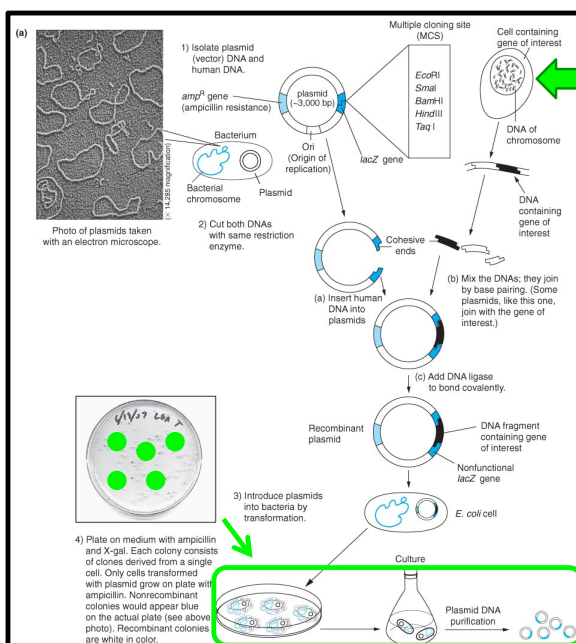 (a)
1) Isolate plasmid
(vector) DNA and
human DNA.
ampR gene
(ampicillin resistance)
plasmid
(~3,000 bp)
Ori
(Origin of
replication)
lacZ gene
Multiple cloning site
(MCS)
EcoRI
SmaI
BamHI
HindIII
Taq I
Cell containing
gene of interest
DNA of
chromosome
Bacterium
Bacterial
chromosome
Plasmid
(× 14,285 magnification)
Photo of plasmids taken
with an electron microscope.
DNA
containing
gene of
interest
2) Cut both DNAs
with same restriction
enzyme.
Cohesive
ends
(a) Insert human
DNA into
plasmids
(b) Mix the DNAs; they join
by base pairing. (Some
plasmids, like this one,
join with the gene of
interest.)
(c) Add DNA ligase
to bond covalently.
Recombinant
plasmid
DNA fragment
containing gene of
interest
Nonfunctional
lacZ gene
3) Introduce plasmids
into bacteria by
transformation.
E. coli cell
4) Plate on medium with ampicillin
and X-gal. Each colony consists
of clones derived from a single
cell. Only cells transformed
with plasmid grow on plate with
ampicillin. Nonrecombinant
colonies would appear blue
on the actual plate (see above
photo). Recombinant colonies
are white in color.
Culture
Plasmid DNA
purification